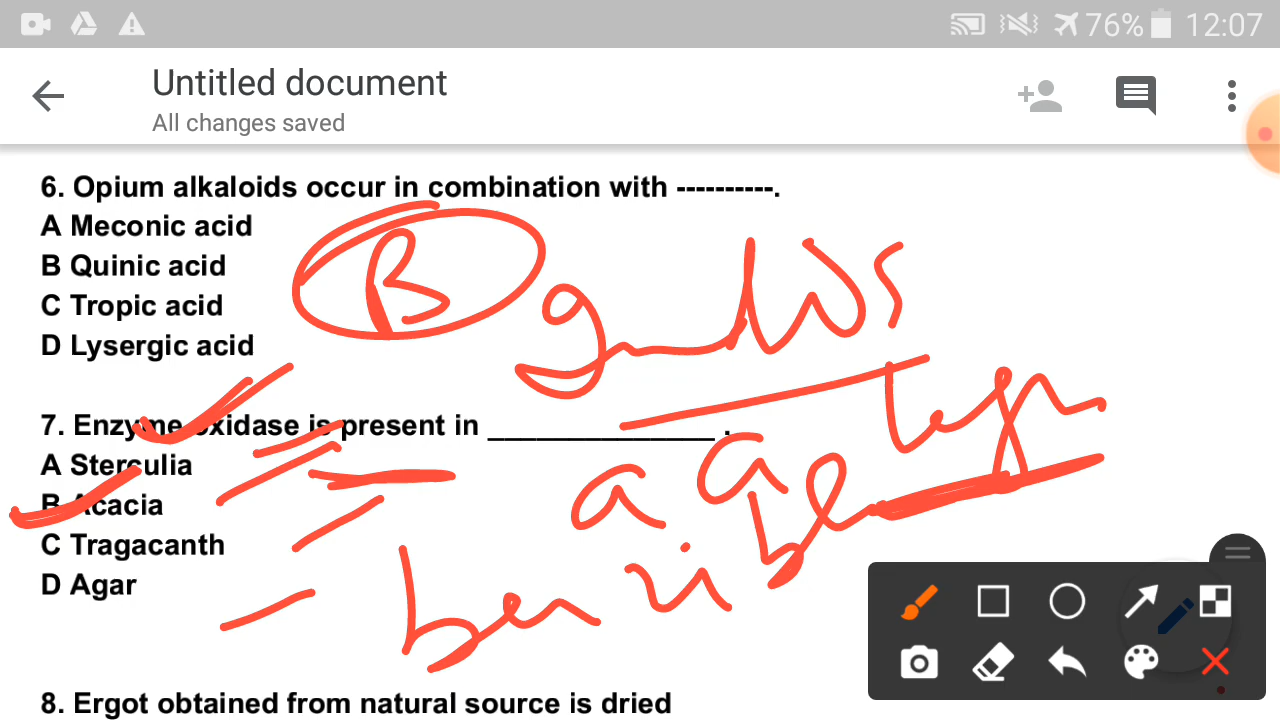 76% 12:07
Untitled document
All changes saved
6. Opium alkaloids occur in combination with ----------.
A Meconic acid
B Quinic acid
C Tropic acid
D Lysergic acid
B
7. Enzyme oxidase is present in ______________ .
A Sterculia
B Acacia
C Tragacanth
D Agar
8. Ergot obtained from natural source is dried